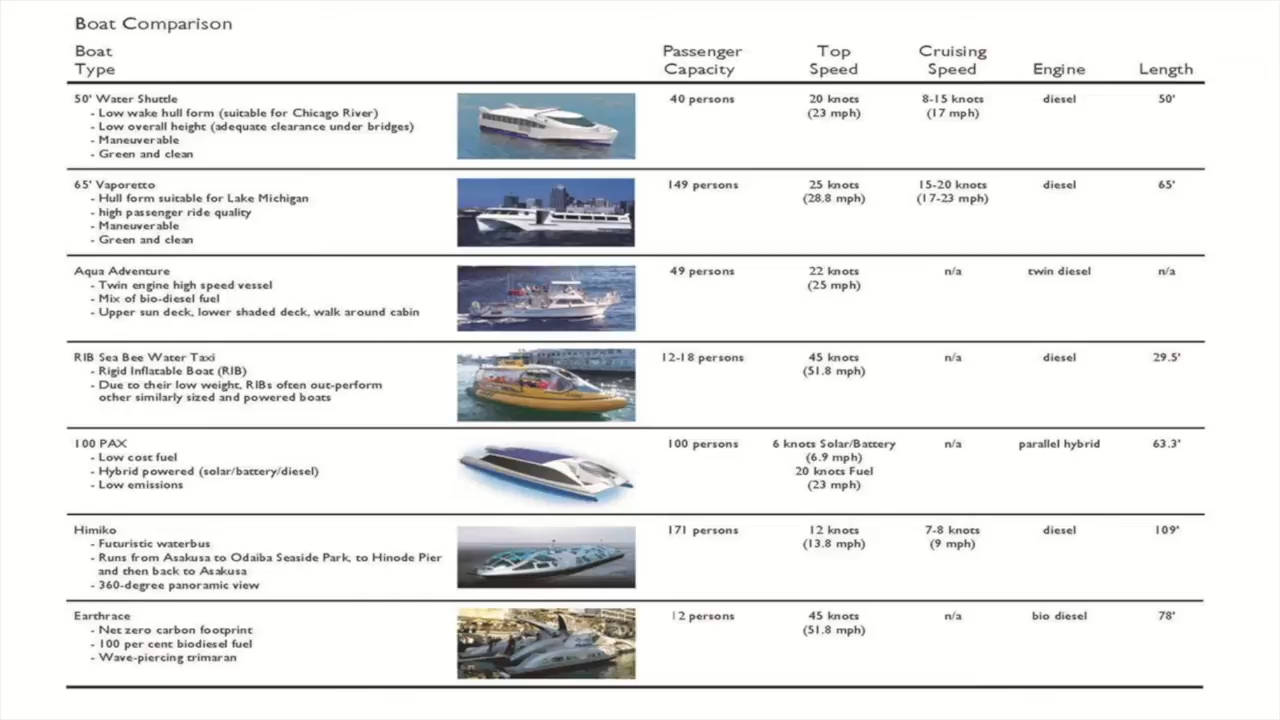 Boat Comparison
Boat Type
Passenger Capacity
Top Speed
Cruising Speed
Engine
Length
50' Water Shuttle
- Low wake hull form (suitable for Chicago River)
- Low overall height (adequate clearance under bridges)
- Maneuverable
- Green and clean
40 persons
20 knots
(23 mph)
8-15 knots
(17 mph)
diesel
50'
65' Vaporetto
- Hull form suitable for Lake Michigan
- high passenger ride quality
- Maneuverable
- Green and clean
149 persons
25 knots
(28.8 mph)
15-20 knots
(17-23 mph)
diesel
65'
Aqua Adventure
- Twin engine high speed vessel
- Mix of bio-diesel fuel
- Upper sun deck, lower shaded deck, walk around cabin
49 persons
22 knots
(25 mph)
n/a
twin diesel
n/a
RIB Sea Bee Water Taxi
- Rigid Inflatable Boat (RIB)
- Due to their low weight, RIBs often out-perform
other similarly sized and powered boats
12-18 persons
45 knots
(51.8 mph)
n/a
diesel
29.5'
100 PAX
- Low cost fuel
- Hybrid powered (solar/battery/diesel)
- Low emissions
100 persons
6 knots Solar/Battery
(6.9 mph)
20 knots Fuel
(23 mph)
n/a
parallel hybrid
63.3'
Himiko
- Futuristic waterbus
- Runs from Asakusa to Odaiba Seaside Park, to Hinode Pier
and then back to Asakusa
- 360-degree panoramic view
171 persons
12 knots
(13.8 mph)
7-8 knots
(9 mph)
diesel
109'
Earthrace
- Net zero carbon footprint
- 100 per cent biodiesel fuel
- Wave-piercing trimaran
12 persons
45 knots
(51.8 mph)
n/a
bio diesel
78'